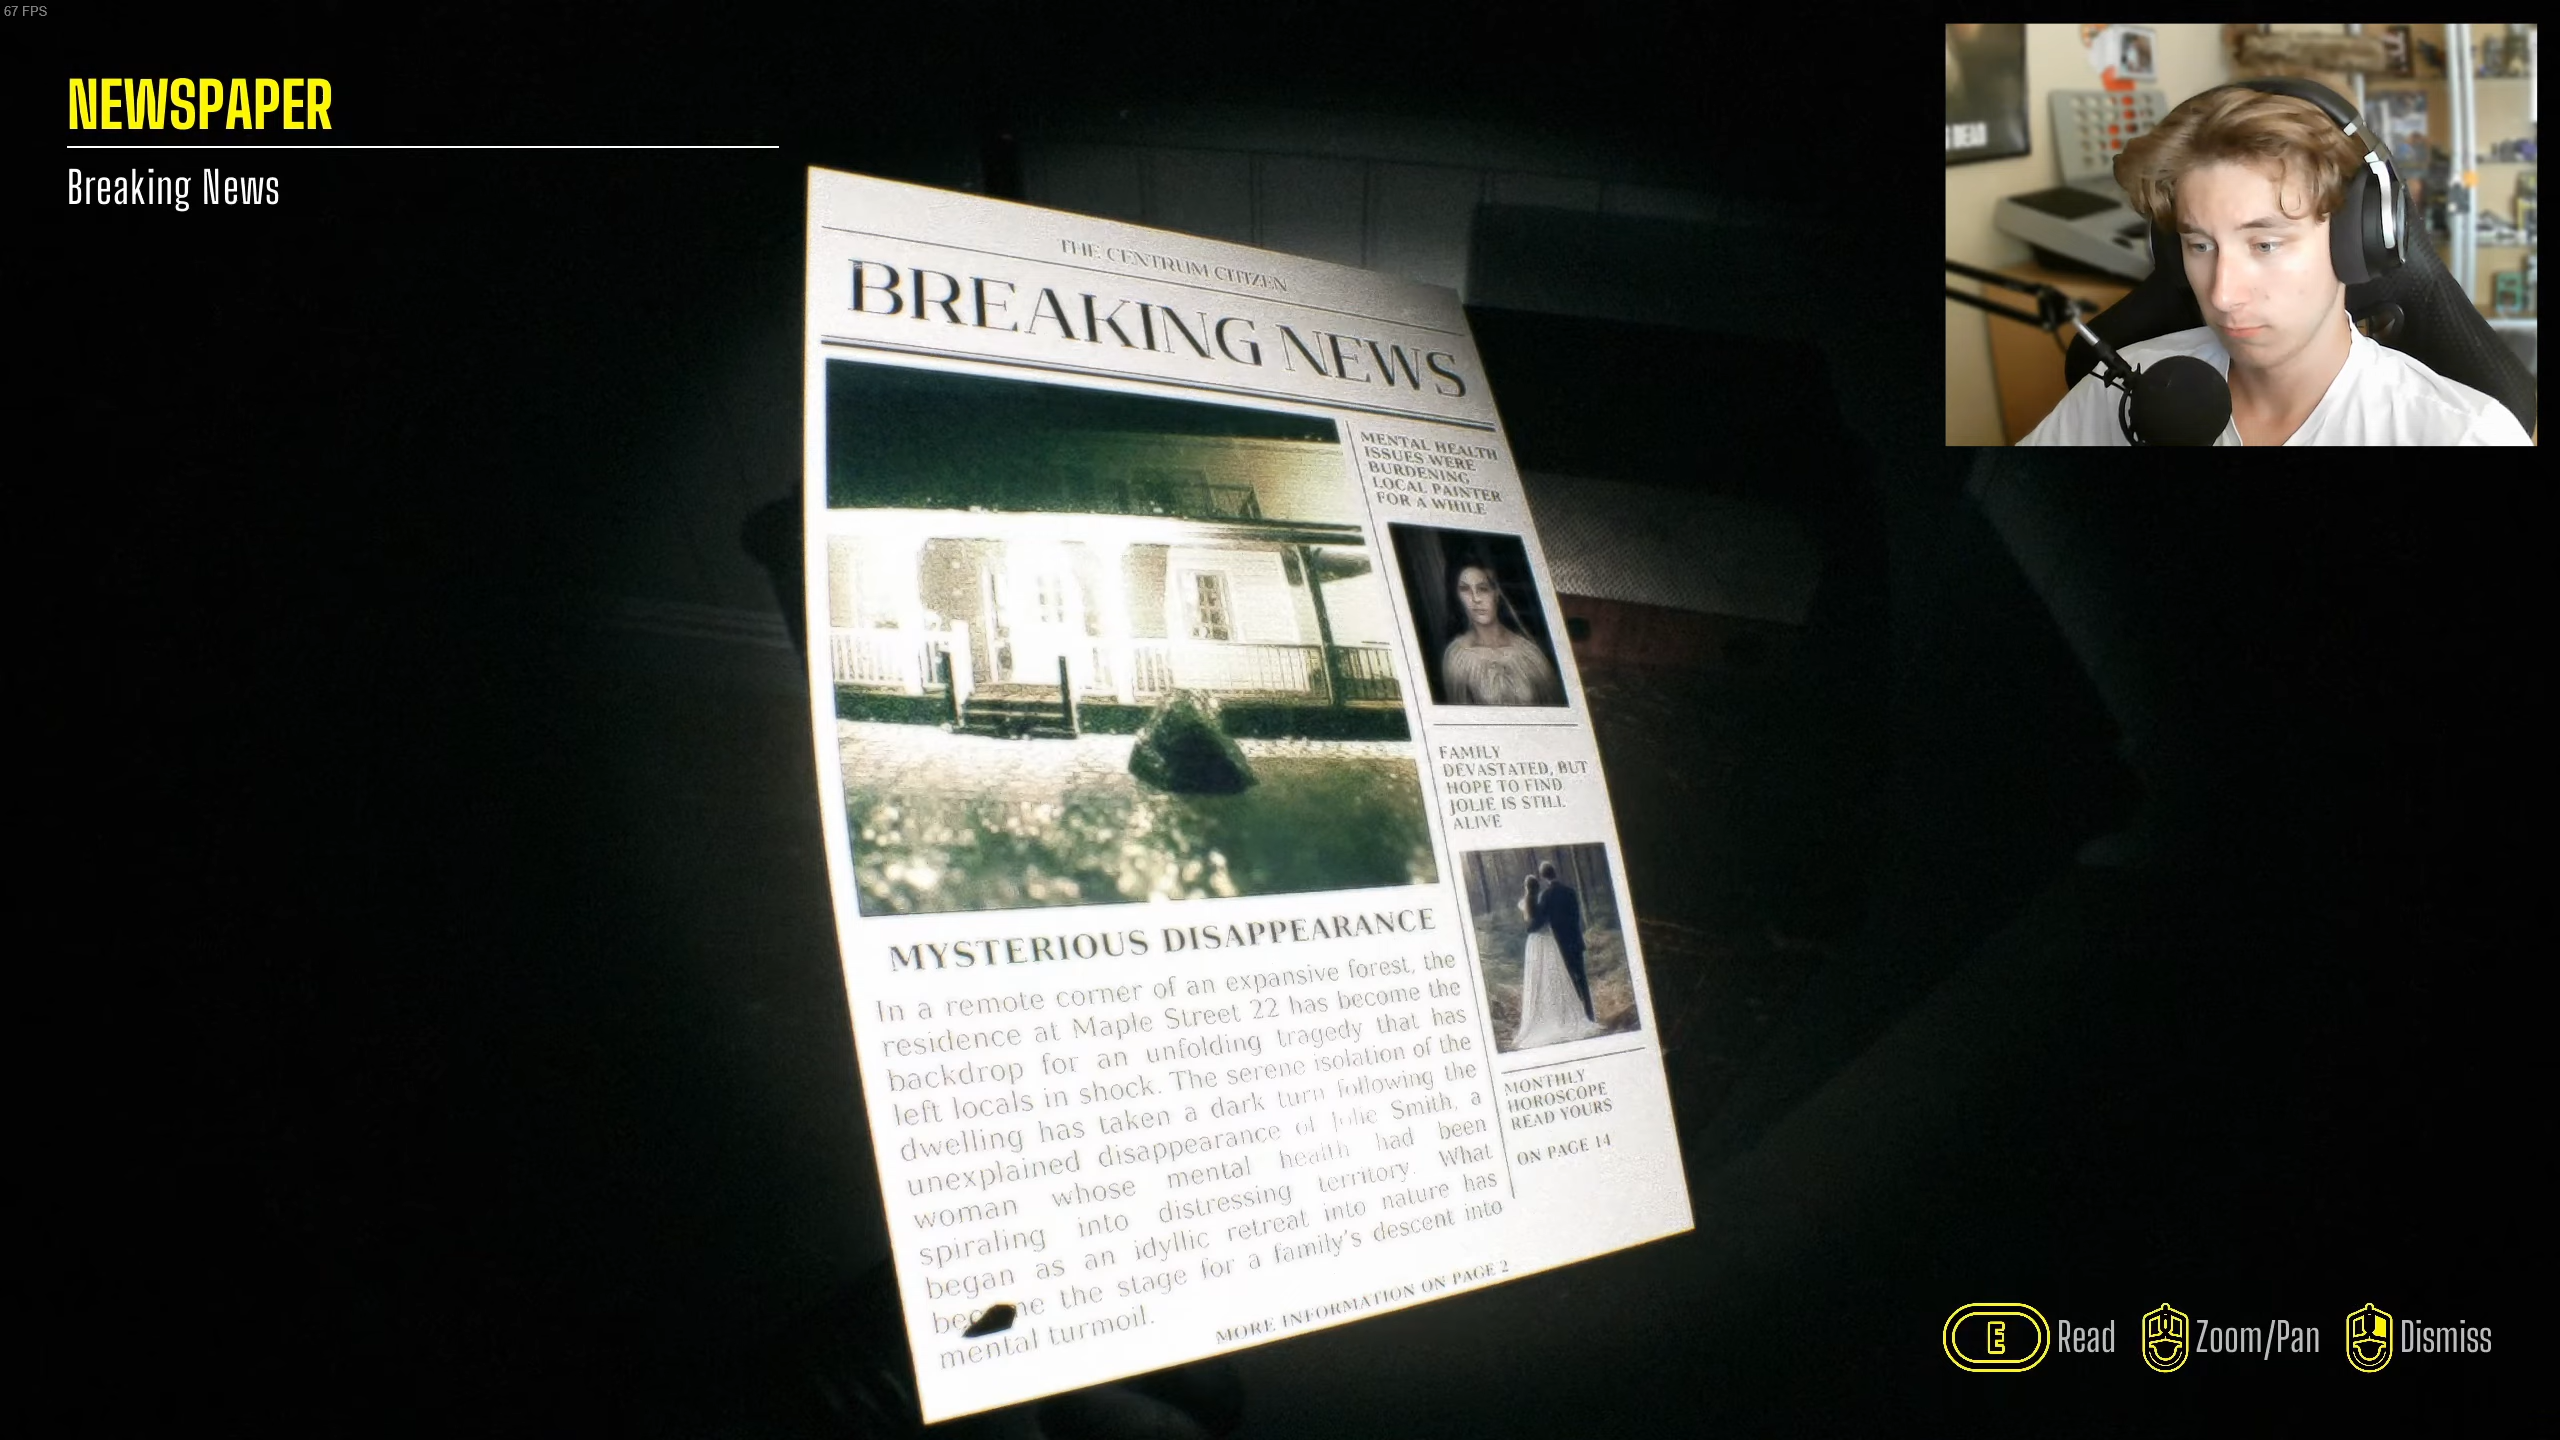 67 FPS
NEWSPAPER
Breaking News
THE CENTRUM CITIZEN
BREAKING NEWS
MENTAL HEALTH
ISSUES WERE
BURDENING
LOCAL PAINTER
FOR A WHILE
FAMILY
DEVASTATED, BUT
HOPE TO FIND
JOLIE IS STILL
ALIVE
MONTHLY
HOROSCOPE
READ YOURS
ON PAGE 14
MYSTERIOUS DISAPPEARANCE
In a remote corner of an expansive forest, the
residence at Maple Street 22 has become the
backdrop for an unfolding tragedy that has
left locals in shock. The serene isolation of the
dwelling has taken a dark turn following the
unexplained disappearance of Jolie Smith, a
woman whose mental health had been
spiraling into distressing territory. What
began as an idyllic retreat into nature has
become the stage for a family's descent into
mental turmoil.
MORE INFORMATION ON PAGE 2
E Read Zoom/Pan Dismiss
DEAD